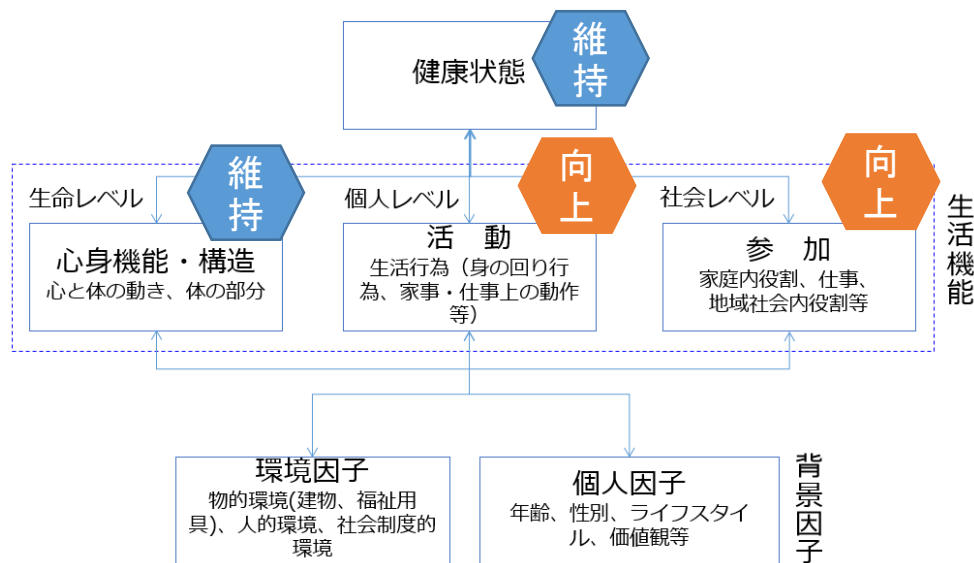 健康状態
維
持
生命レベル
維
持
個人レベル
向
上
社会レベル
向
上
生活機能
心身機能・構造
心と体の動き、体の部分
活　動
生活行為（身の回り行
為、家事・仕事上の動作
等）
参　加
家庭内役割、仕事、
地域社会内役割等
環境因子
物的環境(建物、福祉用
具)、人的環境、社会制度的
環境
個人因子
年齢、性別、ライフスタイ
ル、価値観等
背景因子